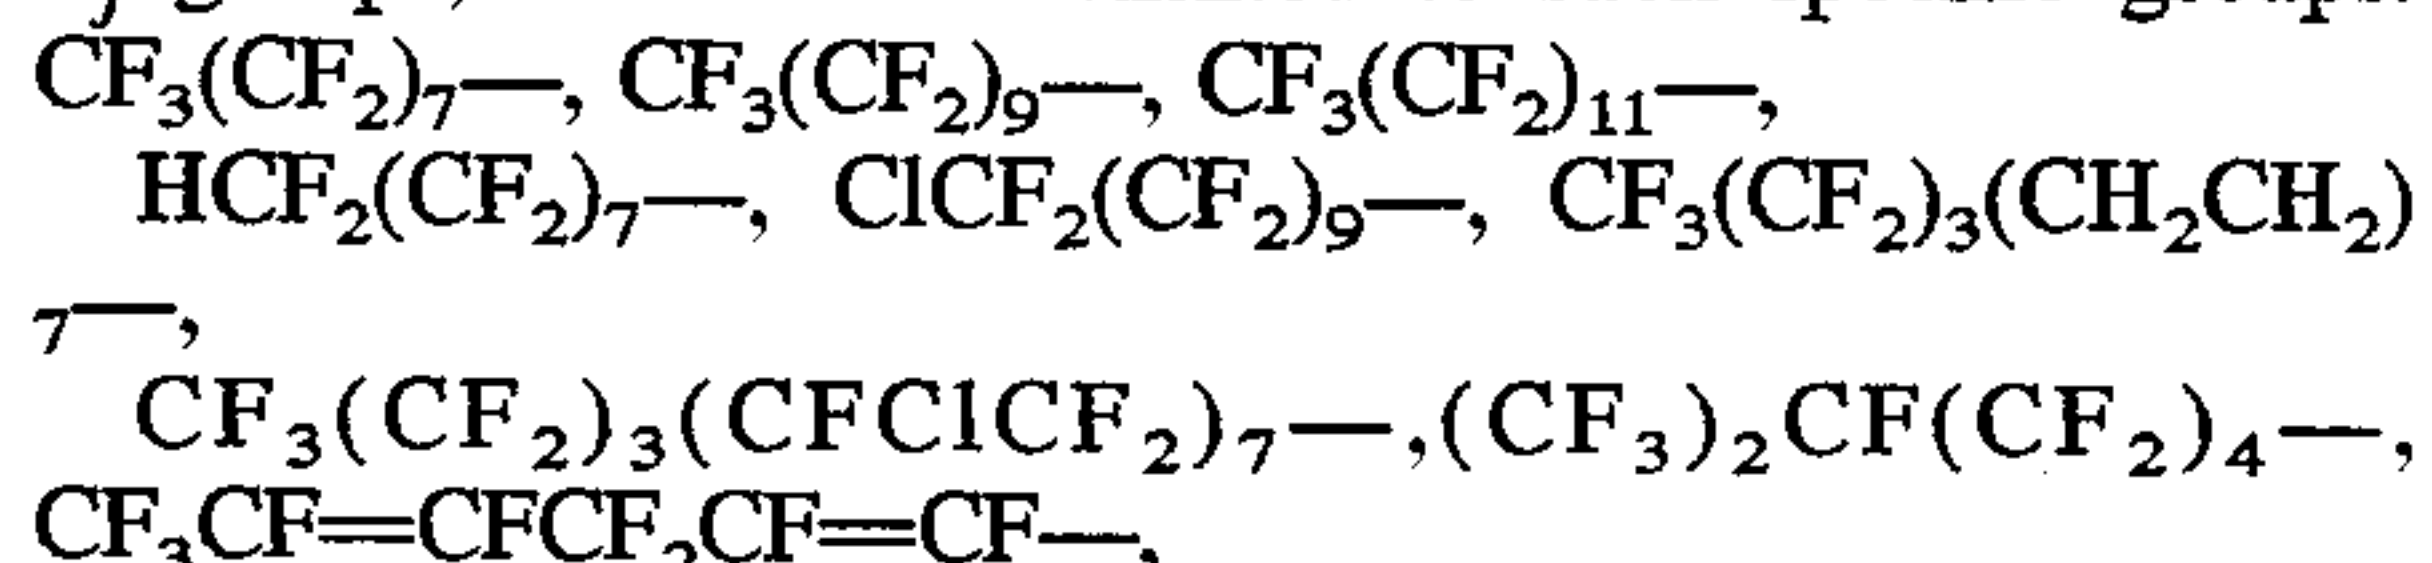 CF₃(CF₂)₇—, CF₃(CF₂)₉—, CF₃(CF₂)₁₁—,
HCF₂(CF₂)₇—, ClCF₂(CF₂)₉—, CF₃(CF₂)₃(CH₂CH₂)
₇—,
CF₃(CF₂)₃(CFClCF₂)₇—,(CF₃)₂CF(CF₂)₄—,
CF₃CF=CFCF₂CF=CF—,